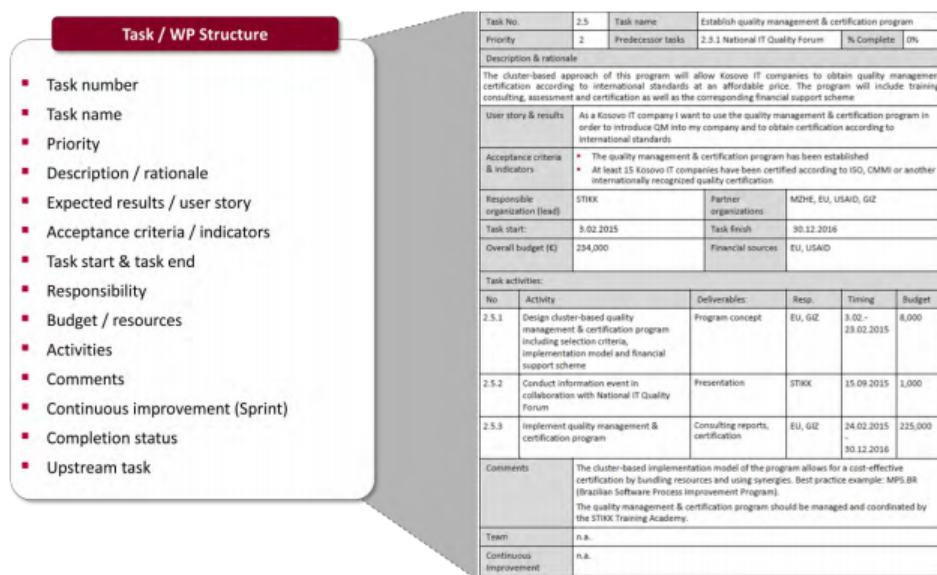 Task / WP Structure
Task number
Task name
Priority
Description / rationale
Expected results / user story
Acceptance criteria / indicators
Task start & task end
Responsibility
Budget / resources
Activities
Comments
Continuous improvement (Sprint)
Completion status
Upstream task
Task No. 2.5 Task name Establish quality management & certification program
Priority 2 Predecessor tasks 2.3.1 National IT Quality Forum % Complete 0%
Description & rationale
The cluster-based approach of this program will allow Kosovo IT companies to obtain quality management
certification according to international standards at an affordable price. The program will include training,
consulting, assessment and certification as well as the corresponding financial support scheme
User story & results As a Kosovo IT company I want to use the quality management & certification program in
order to introduce QM into my company and to obtain certification according to
international standards
Acceptance criteria & indicators
The quality management & certification program has been established
At least 15 Kosovo IT companies have been certified according to ISO, CMMI or another
internationally recognized quality certification
Responsible organization (lead) STIKK Partner organizations MZHE, EU, USAID, GIZ
Task start: 3.02.2015 Task finish 30.12.2016
Overall budget (€) 234,000 Financial sources EU, USAID
Task activities:
No Activity Deliverables: Resp. Timing Budget
2.5.1 Design cluster-based quality Program concept EU, GIZ 3.02.- 8,000
management & certification program 23.02.2015
including selection criteria,
implementation model and financial
support scheme
2.5.2 Conduct information event in Presentation STIKK 15.09.2015 1,000
collaboration with National IT Quality
Forum
2.5.3 Implement quality management & Consulting reports, EU, GIZ 24.02.2015 225,000
certification program certification -
30.12.2016
Comments The cluster-based implementation model of the program allows for a cost-effective
certification by bundling resources and using synergies. Best practice example: MPS.BR
(Brazilian Software Process Improvement Program).
The quality management & certification program should be managed and coordinated by
the STIKK Training Academy.
Team n.a.
Continuous n.a.
Improvement